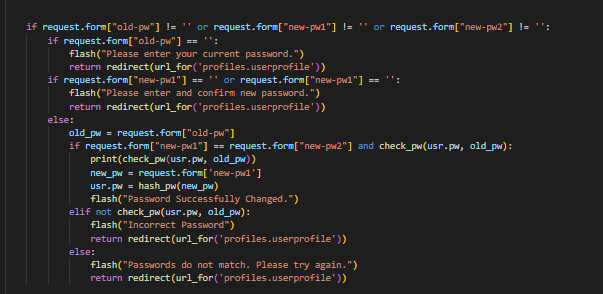 if request.form["old-pw"] != '' or request.form["new-pw1"] != '' or request.form["new-pw2"] != '':
if request.form["old-pw"] == '':
flash("Please enter your current password.")
return redirect(url_for('profiles.userprofile'))
if request.form["new-pw1"] == '' or request.form["new-pw1"] == '':
flash("Please enter and confirm new password.")
return redirect(url_for('profiles.userprofile'))
else:
old_pw = request.form["old-pw"]
if request.form["new-pw1"] == request.form["new-pw2"] and check_pw(usr.pw, old_pw):
print(check_pw(usr.pw, old_pw))
new_pw = request.form['new-pw1']
usr.pw = hash_pw(new_pw)
flash("Password Successfully Changed.")
elif not check_pw(usr.pw, old_pw):
flash("Incorrect Password")
return redirect(url_for('profiles.userprofile'))
else:
flash("Passwords do not match. Please try again.")
return redirect(url_for('profiles.userprofile'))